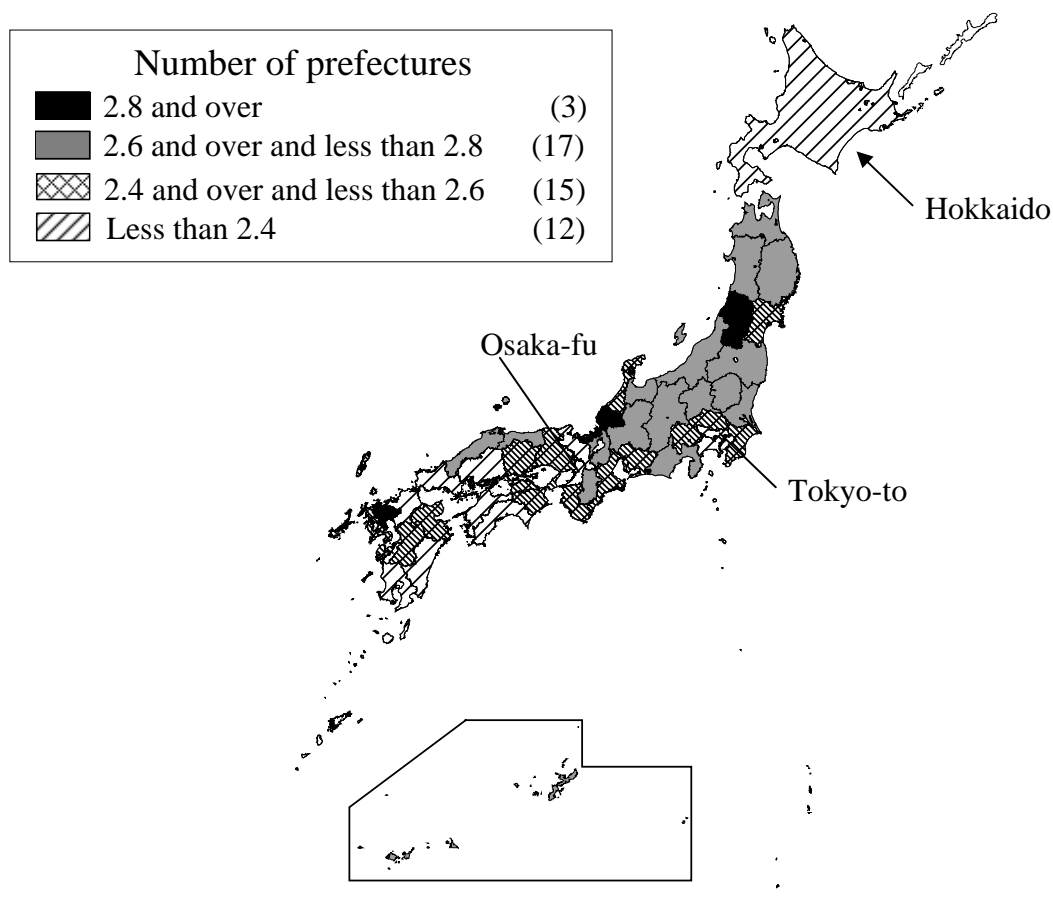 Number of prefectures
2.8 and over (3)
2.6 and over and less than 2.8 (17)
2.4 and over and less than 2.6 (15)
Less than 2.4 (12)
Hokkaido
Osaka-fu
Tokyo-to